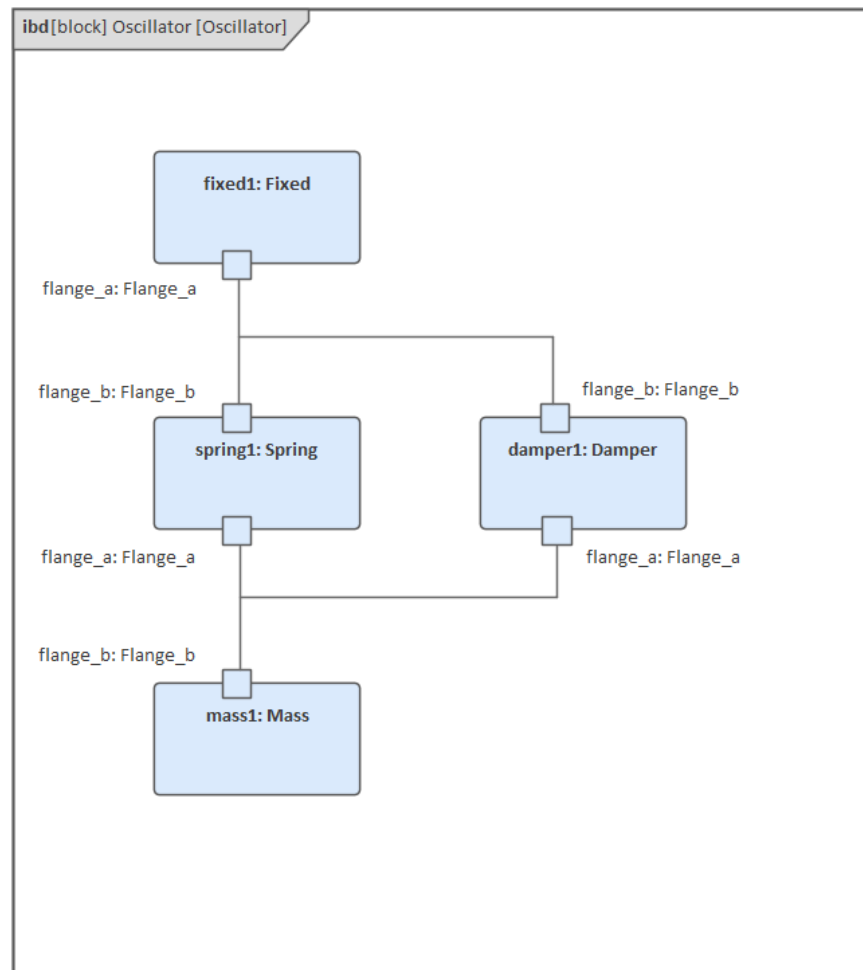 ibd[block] Oscillator [Oscillator]
fixed1: Fixed
flange_a: Flange_a
flange_b: Flange_b
flange_b: Flange_b
spring1: Spring
damper1: Damper
flange_a: Flange_a
flange_a: Flange_a
flange_b: Flange_b
mass1: Mass